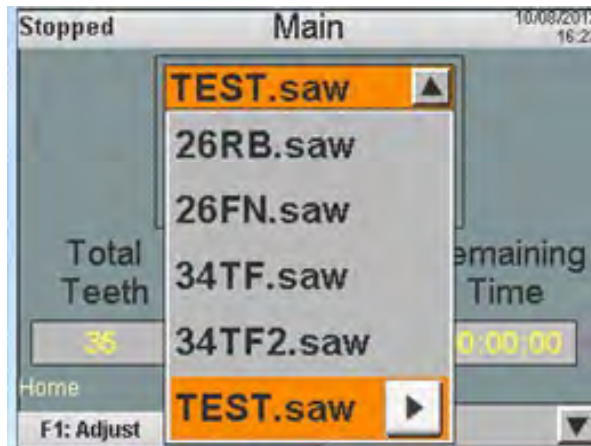 Stopped
Main
10/08/201
16:2
TEST.saw
26RB.saw
26FN.saw
34TF.saw
34TF2.saw
TEST.saw
Total
Teeth
36
emaining
Time
0:00:00
Home
F1: Adjust